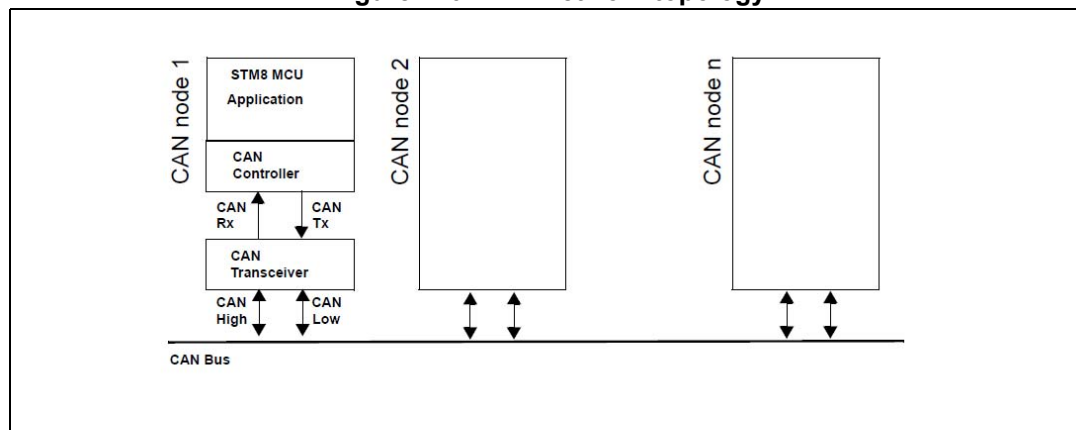 CAN node 1
STM8 MCU
Application
CAN
Controller
CAN
Rx
CAN
Tx
CAN
Transceiver
CAN
High
CAN
Low
CAN node 2
CAN node n
CAN Bus